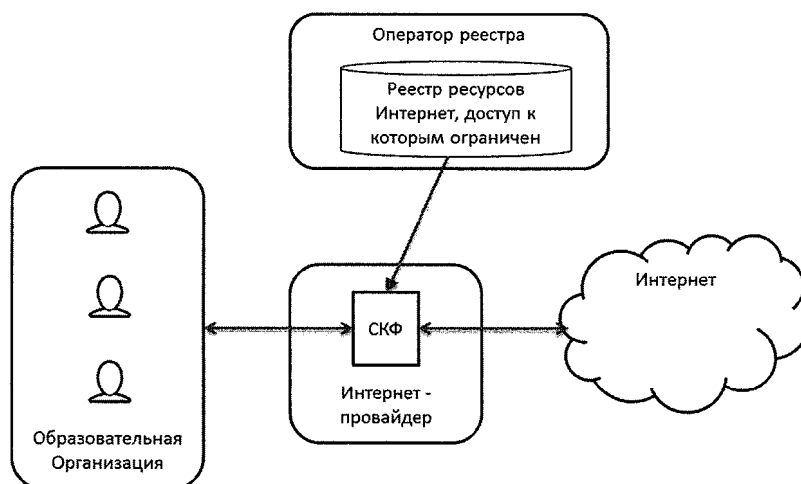 Оператор реестра
Реестр ресурсов
Интернет, доступ к
которым ограничен
Интернет
СКФ
Интернет -
провайдер
Образовательная
Организация